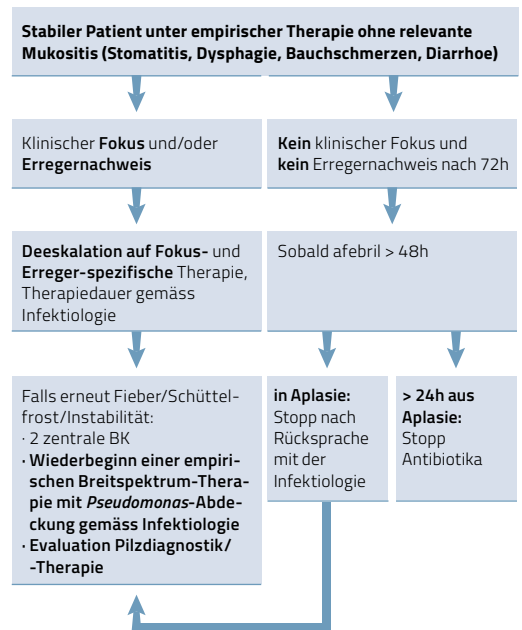 Stabiler Patient unter empirischer Therapie ohne relevante
Mukositis (Stomatitis, Dysphagie, Bauchschmerzen, Diarrhoe)
Klinischer Fokus und/oder
Erregernachweis
Kein klinischer Fokus und
kein Erregernachweis nach 72h
Deeskalation auf Fokus- und
Erreger-spezifische Therapie,
Therapiedauer gemäss
Infektiologie
Sobald afebril > 48h
Falls erneut Fieber/Schüttel-
frost/Instabilität:
· 2 zentrale BK
· Wiederbeginn einer empiri-
schen Breitspektrum-Thera-
pie mit Pseudomonas-Abde-
ckung gemäss Infektiologie
· Evaluation Pilzdiagnostik/
-Therapie
in Aplasie:
Stopp nach
Rücksprache
mit der
Infektiologie
> 24h aus
Aplasie:
Stopp
Antibiotika